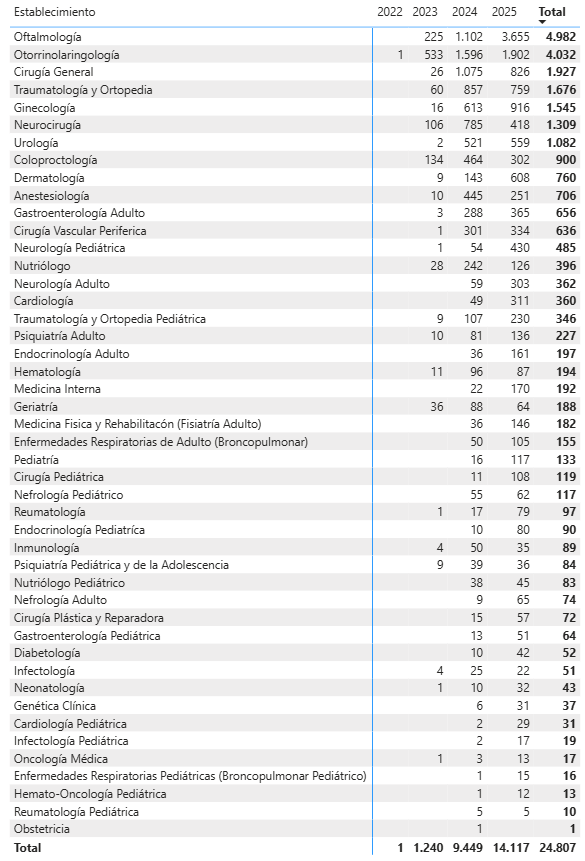 Establecimiento 2022 2023 2024 2025 Total
Oftalmología 225 1.102 3.655 4.982
Otorrinolaringología 1 533 1.596 1.902 4.032
Cirugía General 26 1.075 826 1.927
Traumatología y Ortopedia 60 857 759 1.676
Ginecología 16 613 916 1.545
Neurocirugía 106 785 418 1.309
Urología 2 521 559 1.082
Coloproctología 134 464 302 900
Dermatología 9 143 608 760
Anestesiología 10 445 251 706
Gastroenterología Adulto 3 288 365 656
Cirugía Vascular Periferica 1 301 334 636
Neurología Pediátrica 1 54 430 485
Nutriólogo 28 242 126 396
Neurología Adulto 59 303 362
Cardiología 49 311 360
Traumatología y Ortopedia Pediátrica 9 107 230 346
Psiquiatría Adulto 10 81 136 227
Endocrinología Adulto 36 161 197
Hematología 11 96 87 194
Medicina Interna 22 170 192
Geriatría 36 88 64 188
Medicina Fisica y Rehabilitacón (Fisiatría Adulto) 36 146 182
Enfermedades Respiratorias de Adulto (Broncopulmonar) 50 105 155
Pediatría 16 117 133
Cirugía Pediátrica 11 108 119
Nefrología Pediátrico 55 62 117
Reumatología 1 17 79 97
Endocrinología Pediatríca 10 80 90
Inmunología 4 50 35 89
Psiquiatría Pediátrica y de la Adolescencia 9 39 36 84
Nutriólogo Pediátrico 38 45 83
Nefrología Adulto 9 65 74
Cirugía Plástica y Reparadora 15 57 72
Gastroenterología Pediátrica 13 51 64
Diabetología 10 42 52
Infectología 4 25 22 51
Neonatología 1 10 32 43
Genética Clínica 6 31 37
Cardiología Pediátrica 2 29 31
Infectología Pediátrica 2 17 19
Oncología Médica 1 3 13 17
Enfermedades Respiratorias Pediátricas (Broncopulmonar Pediátrico) 1 15 16
Hemato-Oncología Pediátrica 1 12 13
Reumatología Pediátrica 5 5 10
Obstetricia 1 1
Total 1 1.240 9.449 14.117 24.807